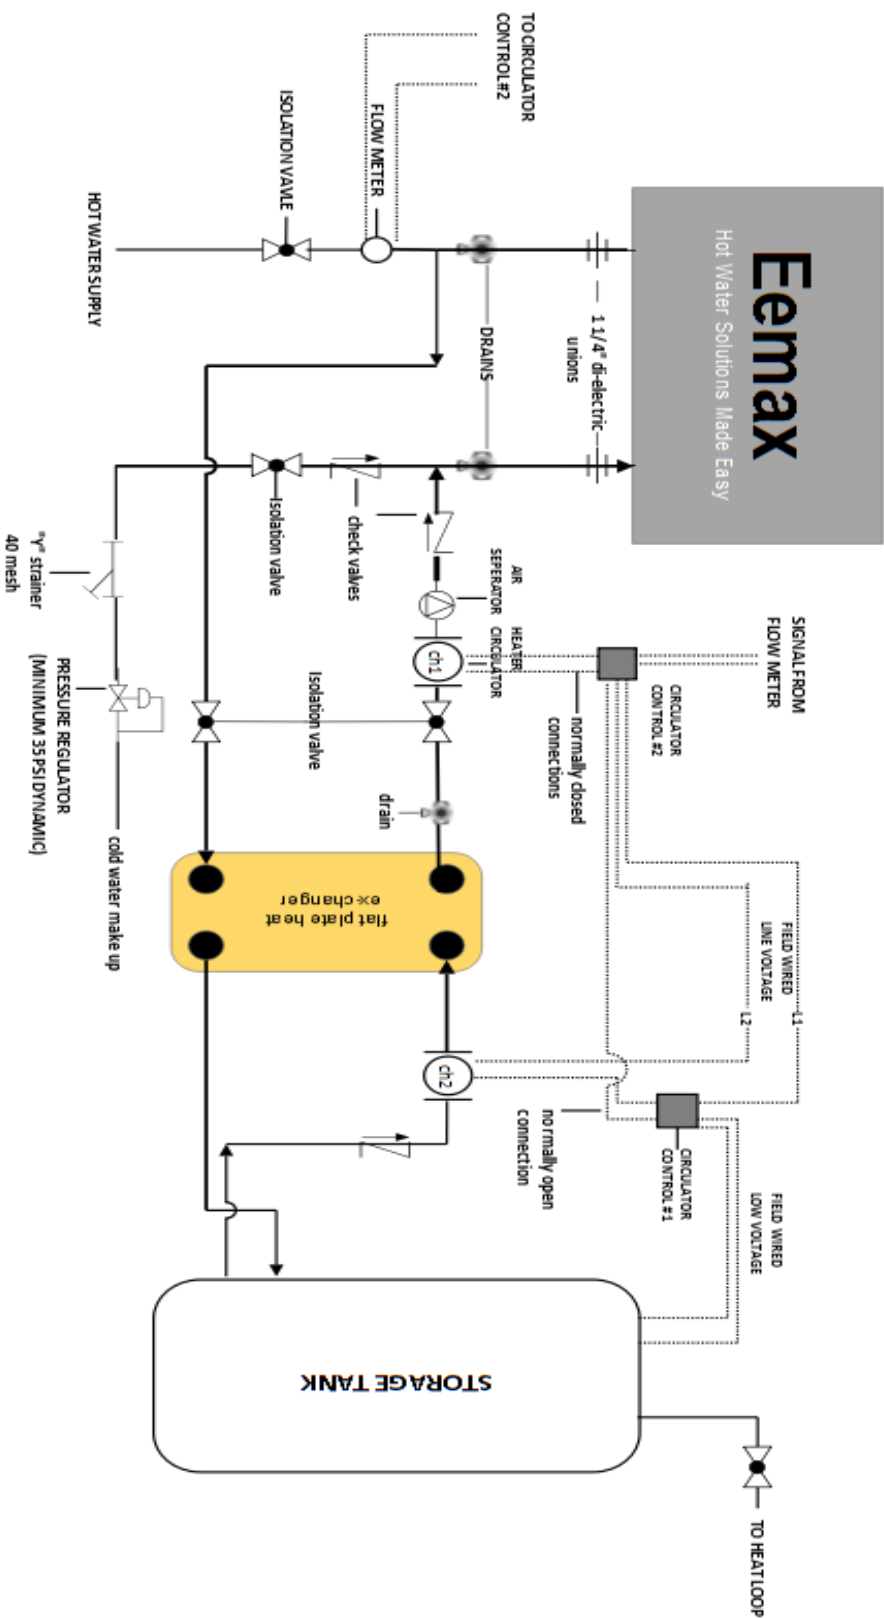 TO CIRCULATOR
CONTROL #2
FLOW METER
ISOLATION VAVLE
HOT WATER SUPPLY
Eemax
Hot Water Solutions Made Easy
1 1/4" di-electric
unions
DRAINS
Isolation valve
check valves
"Y" strainer
40 mesh
AIR
SEPERATOR
HEATER
CIRCULATOR
ch1
SIGNAL FROM
FLOW METER
CIRCULATOR
CONTROL #2
normally closed
connections
Isolation valve
PRESSURE REGULATOR
(MINIMUM 35 PSI DYNAMIC)
cold water make up
drain
flat plate heat
exchanger
FIELD WIRED
LINE VOLTAGE
L1
L2
ch2
normally open
connection
CIRCULATOR
CONTROL #1
FIELD WIRED
LOW VOLTAGE
STORAGE TANK
TO HEAT LOOP